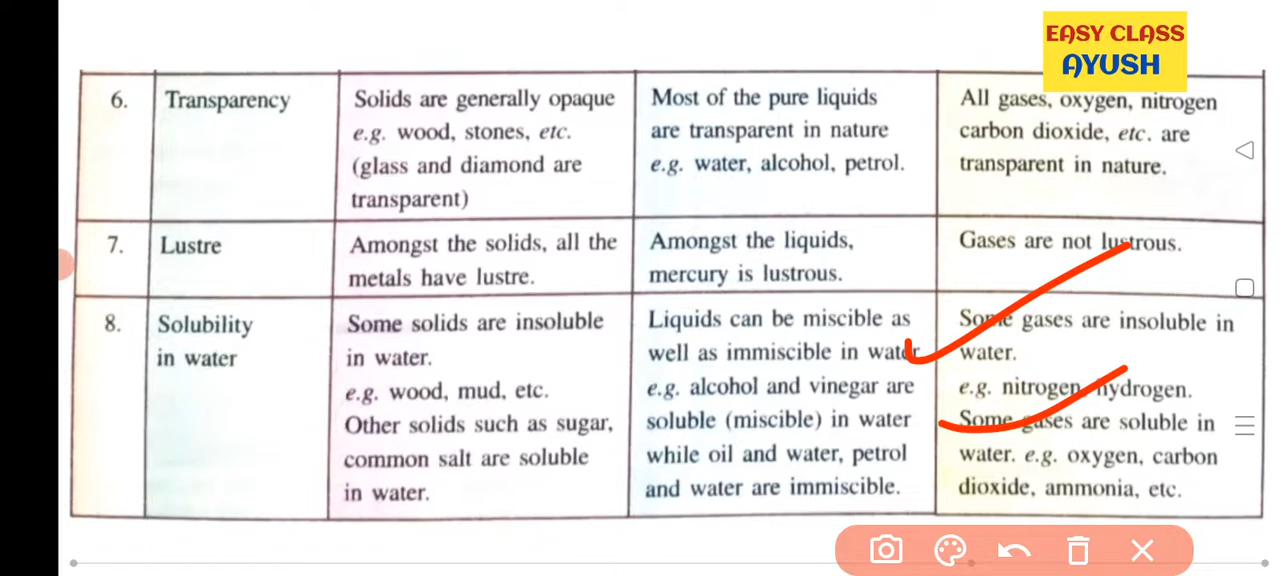 EASY CLASS
AYUSH
6.
Transparency
Solids are generally opaque
e.g. wood, stones, etc.
(glass and diamond are
transparent)
Most of the pure liquids
are transparent in nature
e.g. water, alcohol, petrol.
All gases, oxygen, nitrogen
carbon dioxide, etc. are
transparent in nature.
7.
Lustre
Amongst the solids, all the
metals have lustre.
Amongst the liquids,
mercury is lustrous.
Gases are not lustrous.
8.
Solubility
in water
Some solids are insoluble
in water.
e.g. wood, mud, etc.
Other solids such as sugar,
common salt are soluble
in water.
Liquids can be miscible as
well as immiscible in water
e.g. alcohol and vinegar are
soluble (miscible) in water
while oil and water, petrol
and water are immiscible.
Some gases are insoluble in
water.
e.g. nitrogen, hydrogen.
Some gases are soluble in
water. e.g. oxygen, carbon
dioxide, ammonia, etc.